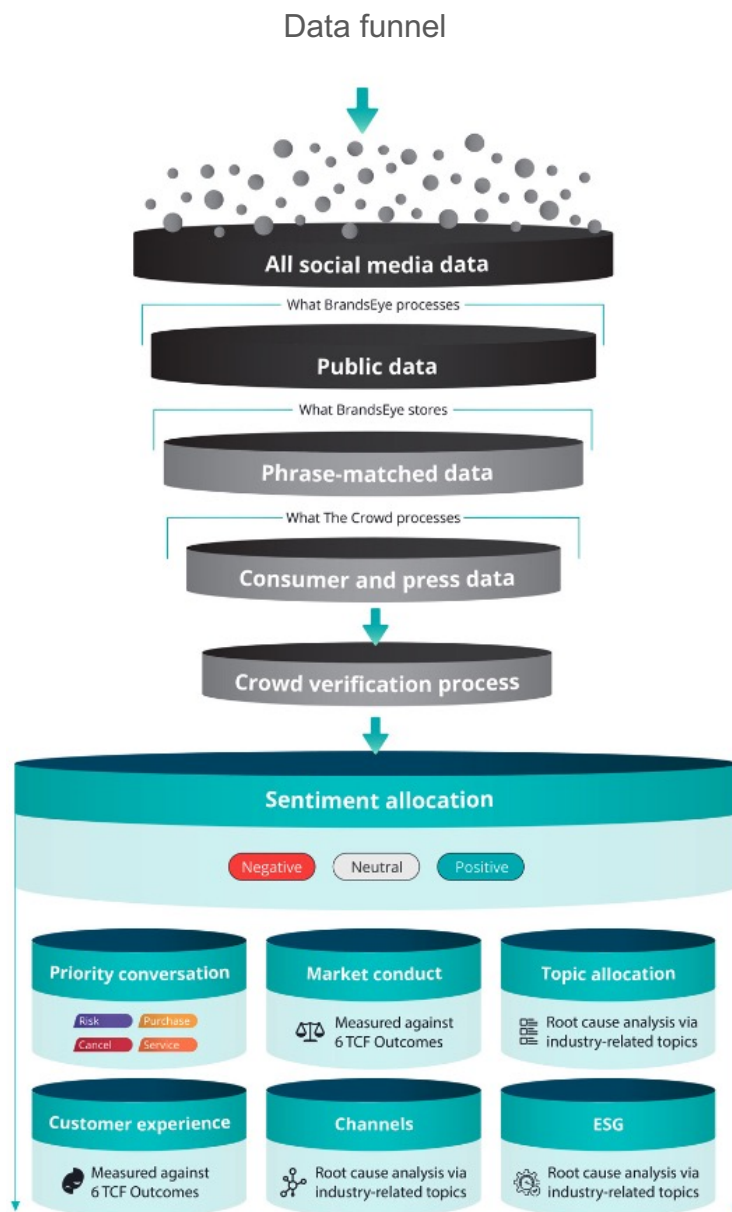 Data funnel
All social media data
What BrandsEye processes
Public data
What BrandsEye stores
Phrase-matched data
What The Crowd processes
Consumer and press data
Crowd verification process
Sentiment allocation
Negative
Neutral
Positive
Priority conversation
Risk
Purchase
Cancel
Service
Market conduct
Measured against
6 TCF Outcomes
Topic allocation
Root cause analysis via
industry-related topics
Customer experience
Measured against
6 TCF Outcomes
Channels
Root cause analysis via
industry-related topics
ESG
Root cause analysis via
industry-related topics